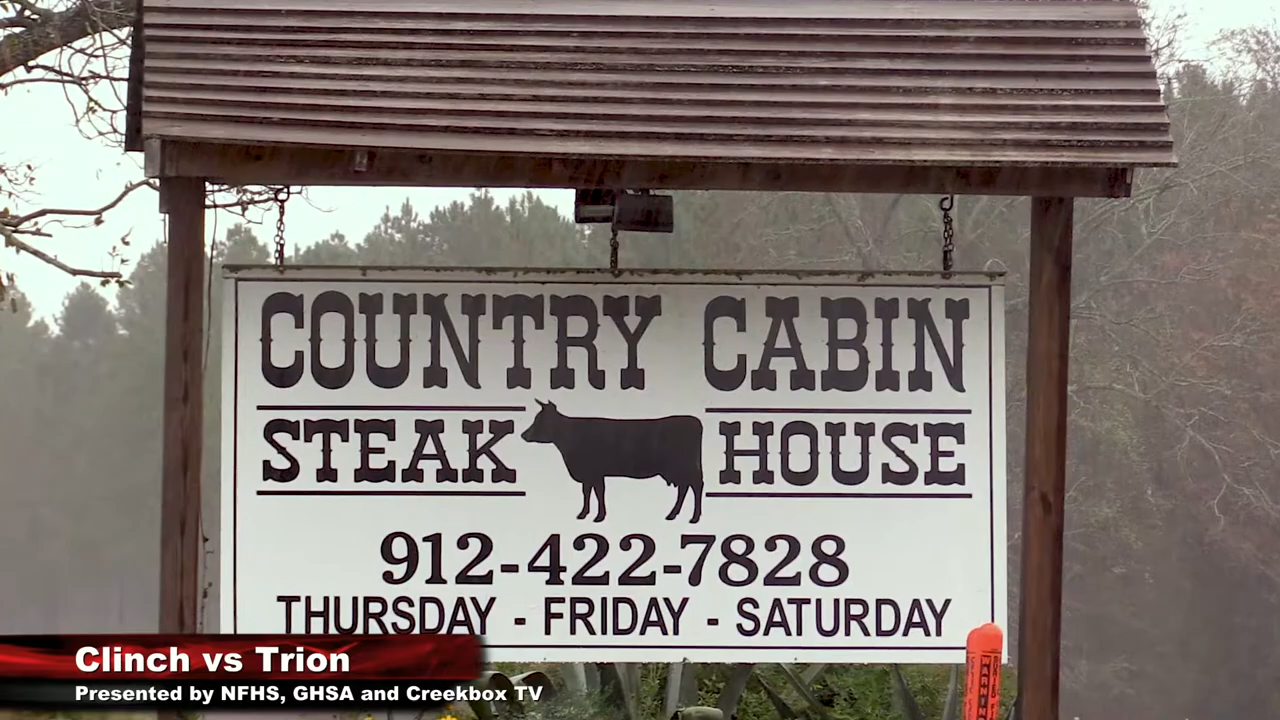 COUNTRY CABIN
STEAK HOUSE
912-422-7828
THURSDAY - FRIDAY - SATURDAY
WARNING
Clinch vs Trion
Presented by NFHS, GHSA and Creekbox TV